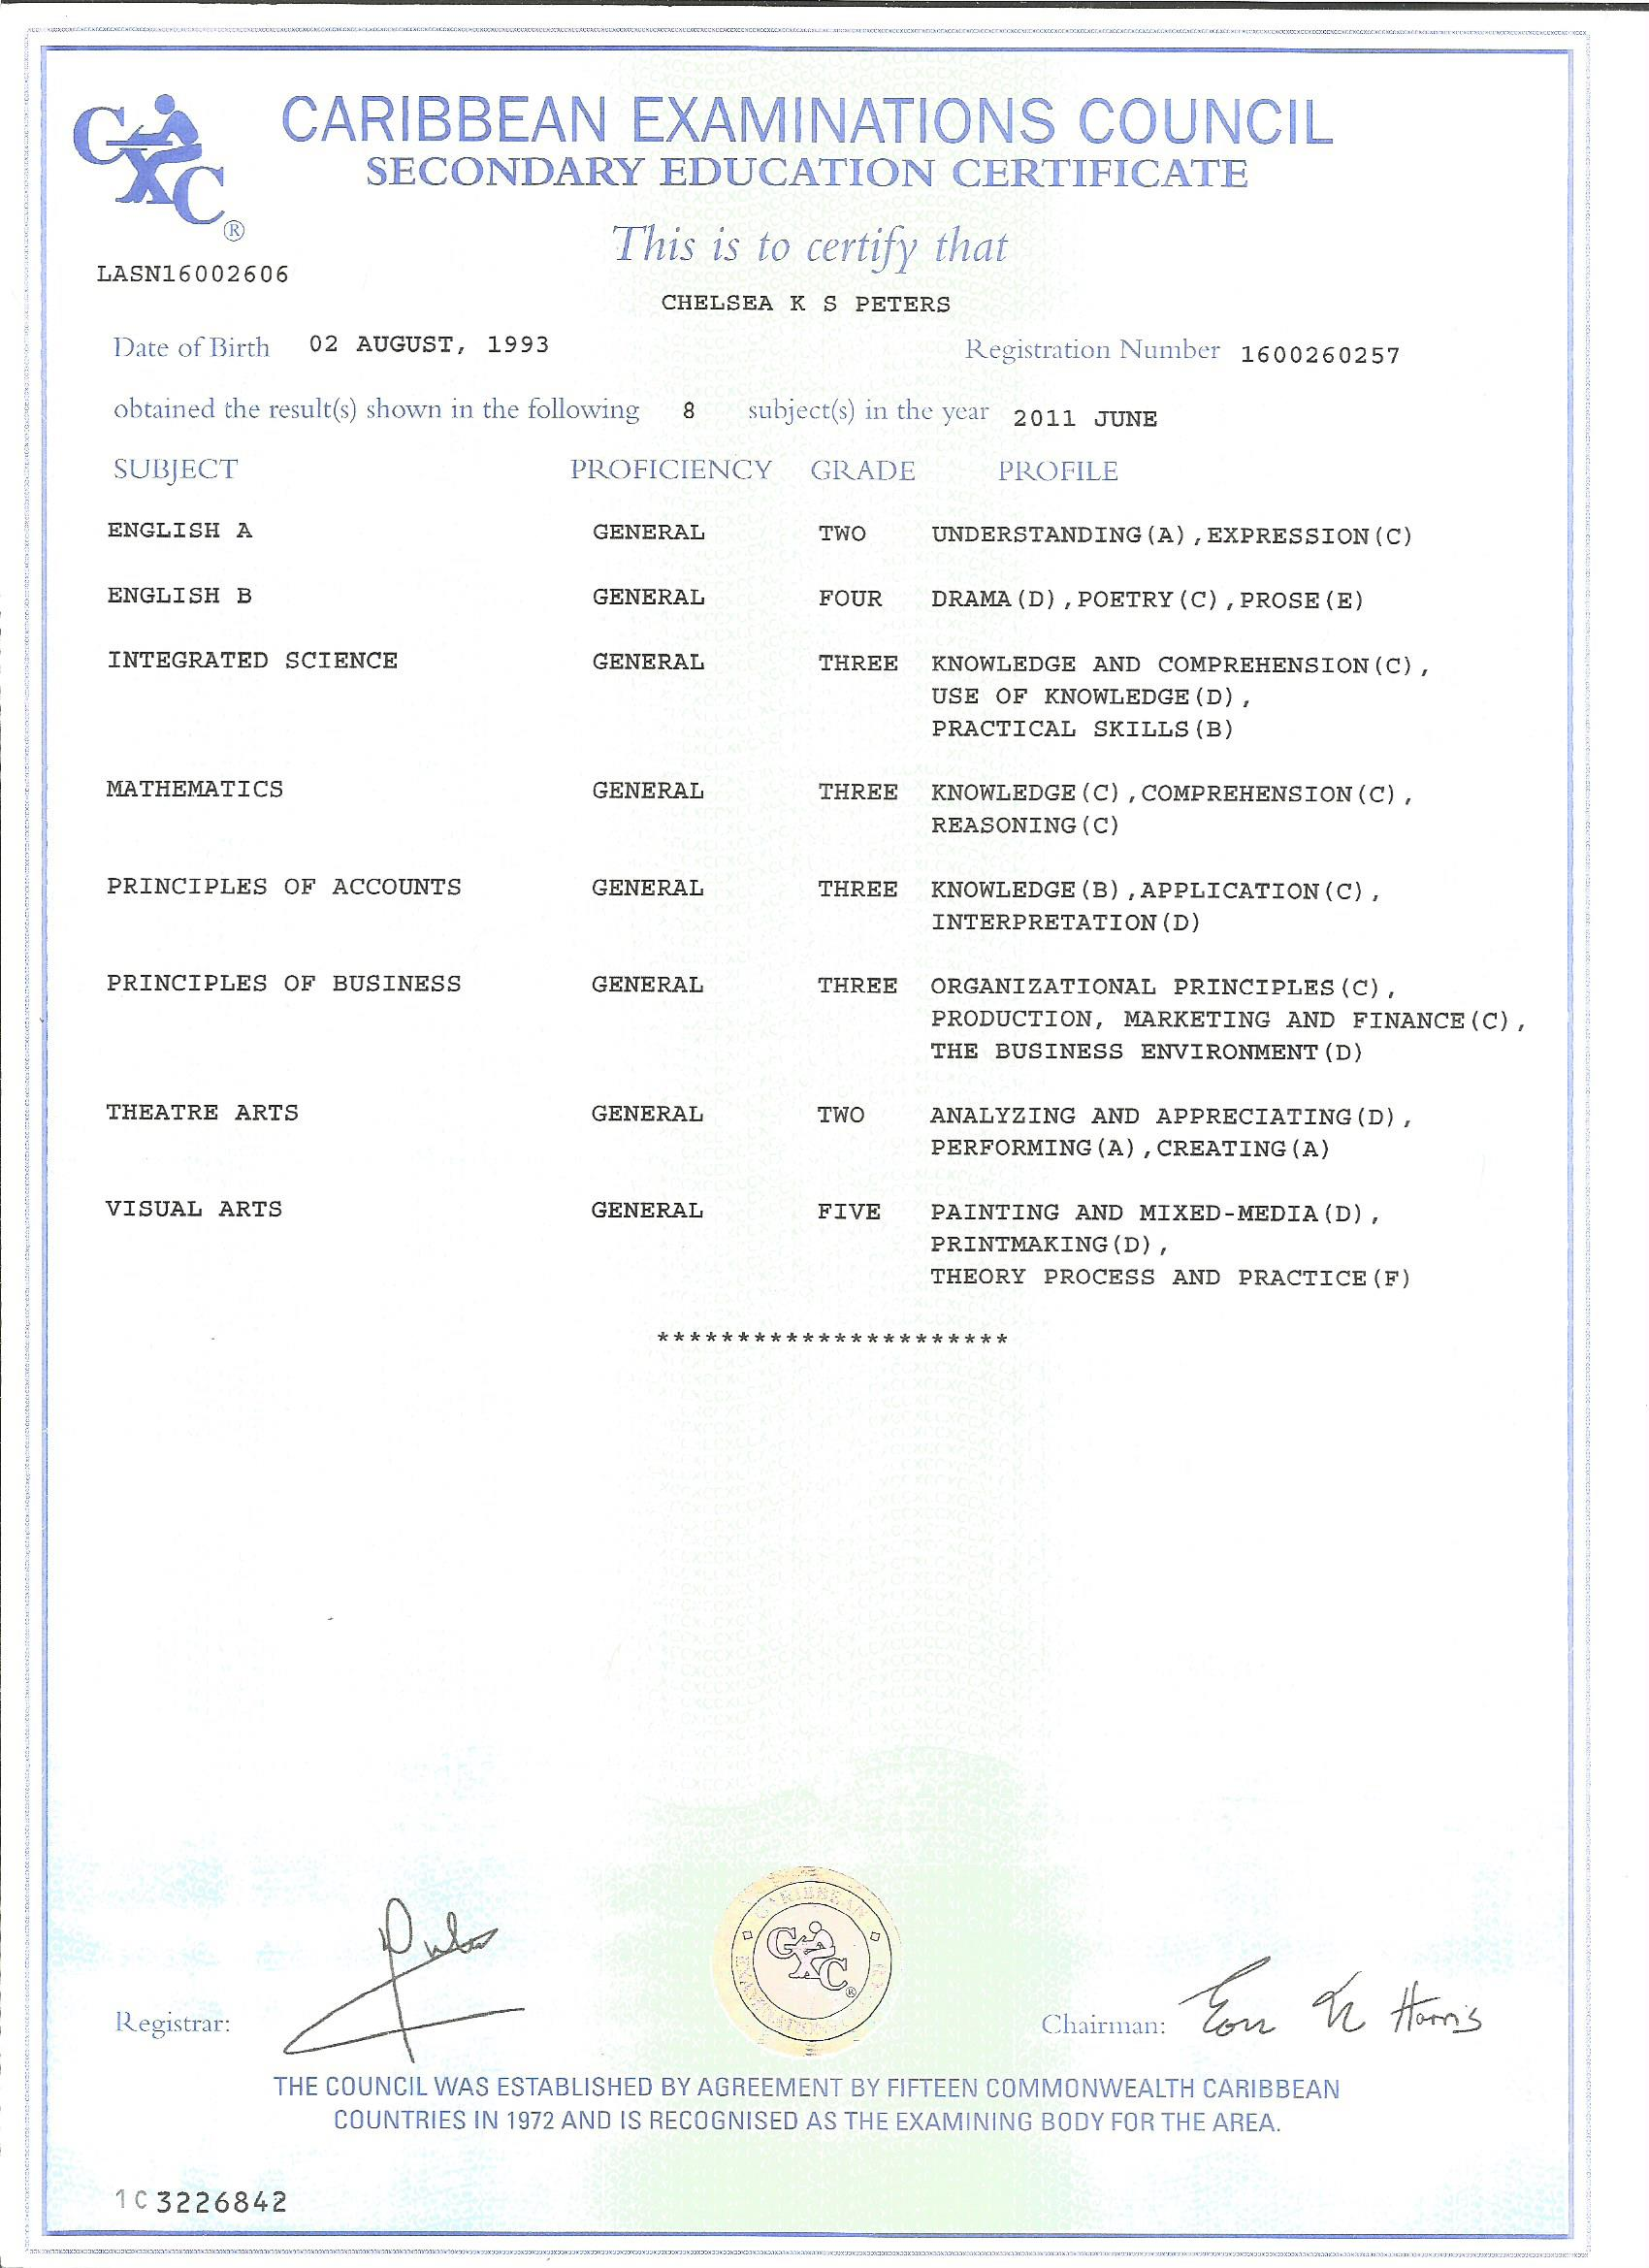 CXC
®
CARIBBEAN EXAMINATIONS COUNCIL
SECONDARY EDUCATION CERTIFICATE
This is to certify that
LASN16002606
CHELSEA K S PETERS
Date of Birth 02 AUGUST, 1993 Registration Number 1600260257
obtained the result(s) shown in the following 8 subject(s) in the year 2011 JUNE
SUBJECT PROFICIENCY GRADE PROFILE
ENGLISH A GENERAL TWO UNDERSTANDING(A),EXPRESSION(C)
ENGLISH B GENERAL FOUR DRAMA(D),POETRY(C),PROSE(E)
INTEGRATED SCIENCE GENERAL THREE KNOWLEDGE AND COMPREHENSION(C),
USE OF KNOWLEDGE(D),
PRACTICAL SKILLS(B)
MATHEMATICS GENERAL THREE KNOWLEDGE(C),COMPREHENSION(C),
REASONING(C)
PRINCIPLES OF ACCOUNTS GENERAL THREE KNOWLEDGE(B),APPLICATION(C),
INTERPRETATION(D)
PRINCIPLES OF BUSINESS GENERAL THREE ORGANIZATIONAL PRINCIPLES(C),
PRODUCTION, MARKETING AND FINANCE(C),
THE BUSINESS ENVIRONMENT(D)
THEATRE ARTS GENERAL TWO ANALYZING AND APPRECIATING(D),
PERFORMING(A),CREATING(A)
VISUAL ARTS GENERAL FIVE PAINTING AND MIXED-MEDIA(D),
PRINTMAKING(D),
THEORY PROCESS AND PRACTICE(F)
**********************
CARIBBEAN EXAMINATIONS
CXC ®
Registrar:
Chairman: Harris
THE COUNCIL WAS ESTABLISHED BY AGREEMENT BY FIFTEEN COMMONWEALTH CARIBBEAN
COUNTRIES IN 1972 AND IS RECOGNISED AS THE EXAMINING BODY FOR THE AREA.
1C 3226842